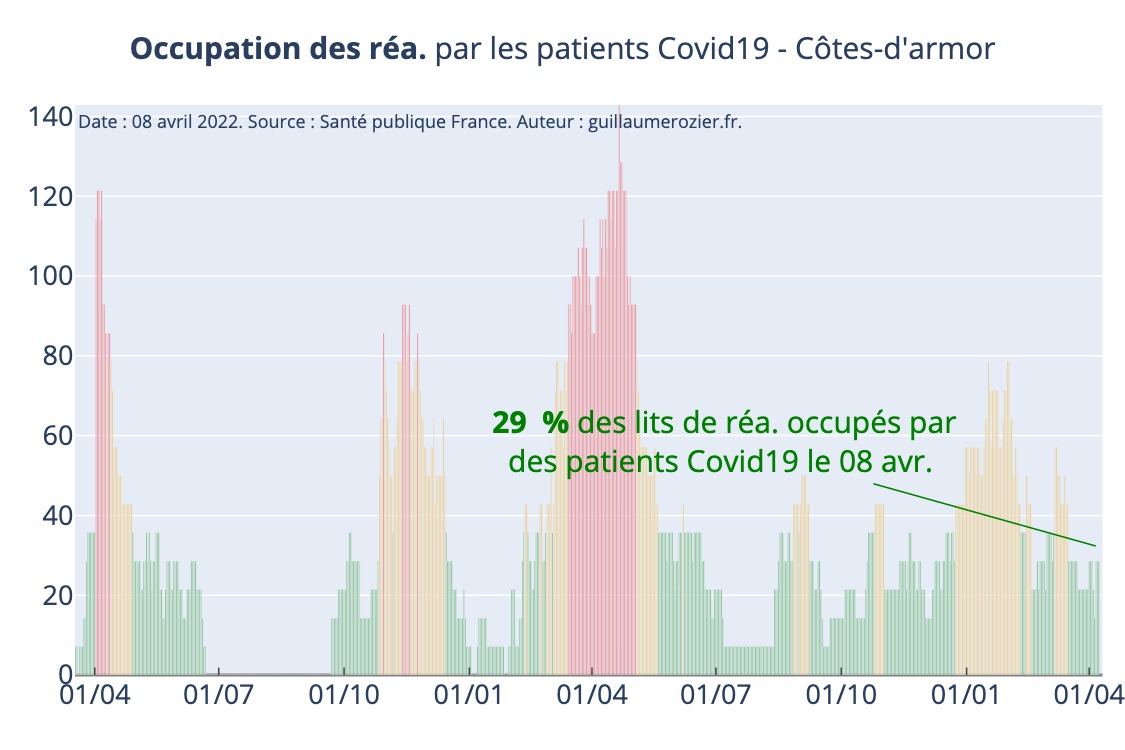 Occupation des réa. par les patients Covid19 - Côtes-d'armor
140
Date : 08 avril 2022. Source : Santé publique France. Auteur : guillaumerozier.fr.
120
100
80
29 % des lits de réa. occupés par
60
des patients Covid19 le 08 avr.
40
20
0
01/04 01/07 01/10 01/01 01/04 01/07 01/10 01/01 01/04